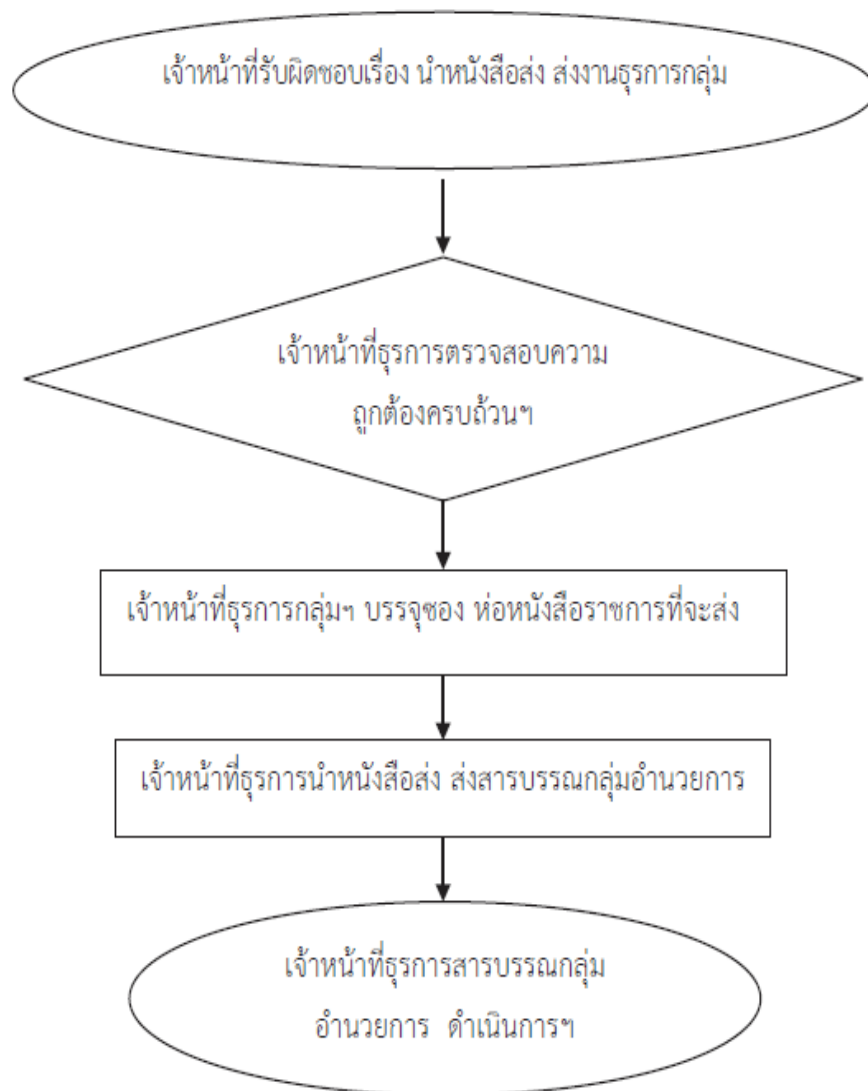 เจ้าหน้าที่รับผิดชอบเรื่อง นำหนังสือส่ง ส่งงานธุรการกลุ่ม
เจ้าหน้าที่ธุรการตรวจสอบความ
ถูกต้องครบถ้วนฯ
เจ้าหน้าที่ธุรการกลุ่มฯ บรรจุซอง ห่อหนังสือราชการที่จะส่ง
เจ้าหน้าที่ธุรการนำหนังสือส่ง ส่งสารบรรณกลุ่มอำนวยการ
เจ้าหน้าที่ธุรการสารบรรณกลุ่ม
อำนวยการ ดำเนินการฯ